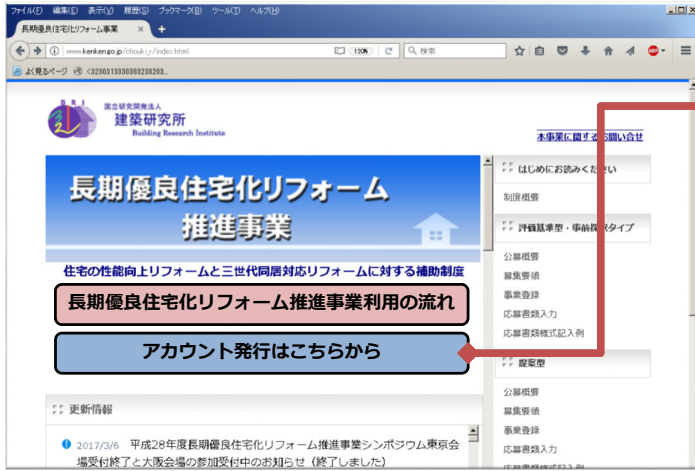 ファイル(F) 編集(E) 表示(V) 履歴(S) ブックマーク(B) ツール(T) ヘルプ(H)
長期優良住宅化リフォーム事業 × +
www.kenken.go.jp/chouki_r/index.html 110% 検索
よく見るページ <3230313330383238203...
BRI
国立研究開発法人
建築研究所
Building Research Institute
本事業に関するお問い合せ
長期優良住宅化リフォーム
推進事業
住宅の性能向上リフォームと三世代同居対応リフォームに対する補助制度
長期優良住宅化リフォーム推進事業利用の流れ
アカウント発行はこちらから
更新情報
2017/3/6 平成28年度長期優良住宅化リフォーム推進事業シンポジウム東京会
場受付終了と大阪会場の参加受付中のお知らせ（終了しました）
はじめにお読みください
制度概要
評価基準型・事前採択タイプ
公募概要
募集要領
事業登録
応募書類入力
応募書類様式記入例
提案型
公募概要
募集要領
事業登録
応募書類入力
応募書類様式記入例